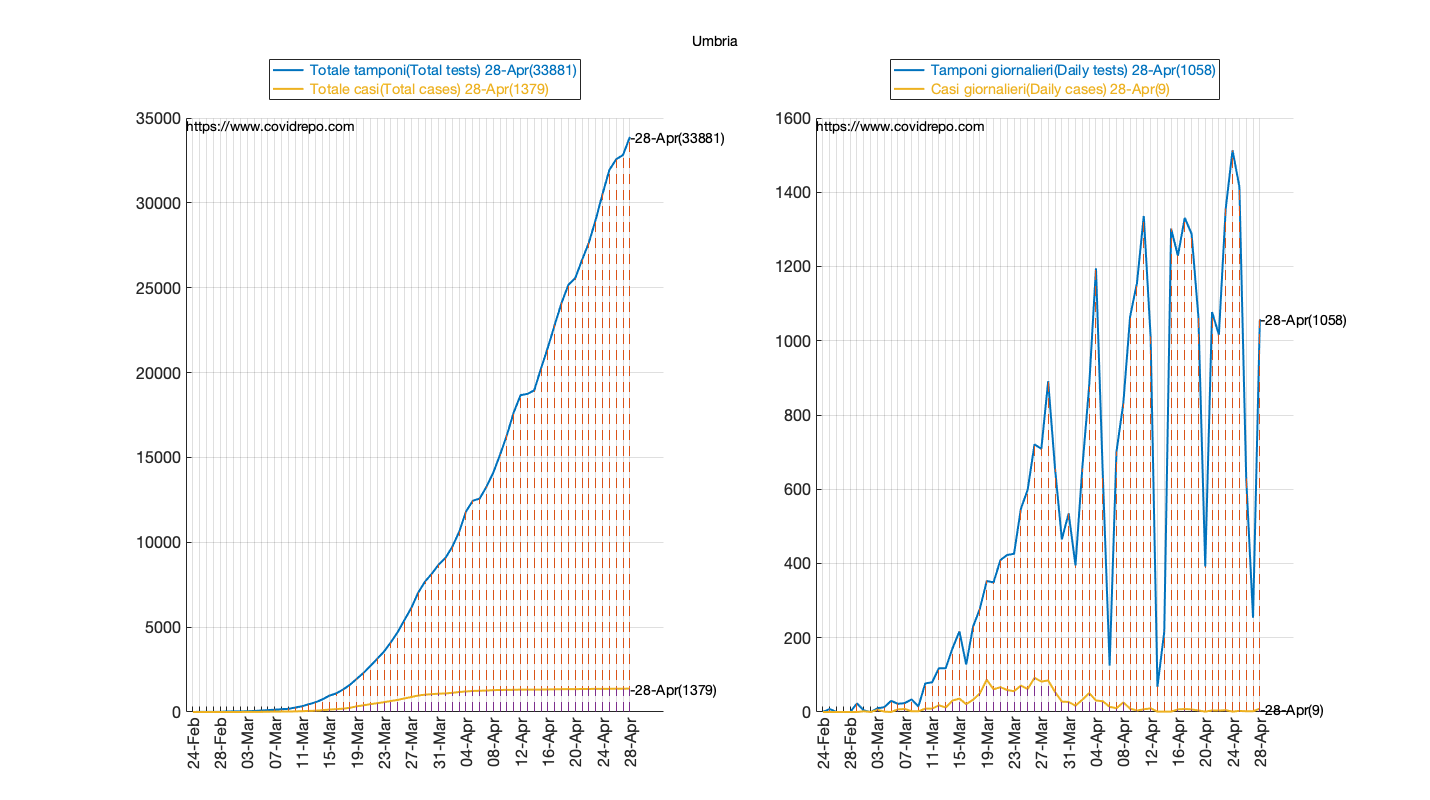 Umbria
Totale tamponi(Total tests) 28-Apr(33881)
Totale casi(Total cases) 28-Apr(1379)
https://www.covidrepo.com
35000
30000
25000
20000
15000
10000
5000
0
28-Apr(33881)
28-Apr(1379)
24-Feb
28-Feb
03-Mar
07-Mar
11-Mar
15-Mar
19-Mar
23-Mar
27-Mar
31-Mar
04-Apr
08-Apr
12-Apr
16-Apr
20-Apr
24-Apr
28-Apr
Tamponi giornalieri(Daily tests) 28-Apr(1058)
Casi giornalieri(Daily cases) 28-Apr(9)
https://www.covidrepo.com
1600
1400
1200
1000
800
600
400
200
0
28-Apr(1058)
28-Apr(9)
24-Feb
28-Feb
03-Mar
07-Mar
11-Mar
15-Mar
19-Mar
23-Mar
27-Mar
31-Mar
04-Apr
08-Apr
12-Apr
16-Apr
20-Apr
24-Apr
28-Apr